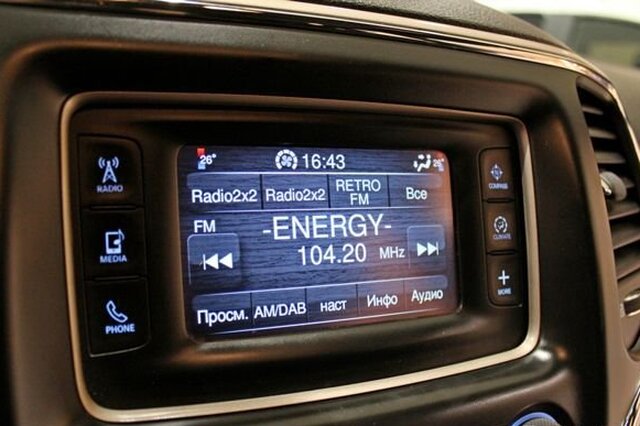 26° 16:43 26°
RADIO
Radio2x2 Radio2x2 RETRO FM Все
COMPASS
FM
-ENERGY-
104.20 MHz
MEDIA
CLIMATE
PHONE
Просм. AM/DAB наст Инфо Аудио
MORE